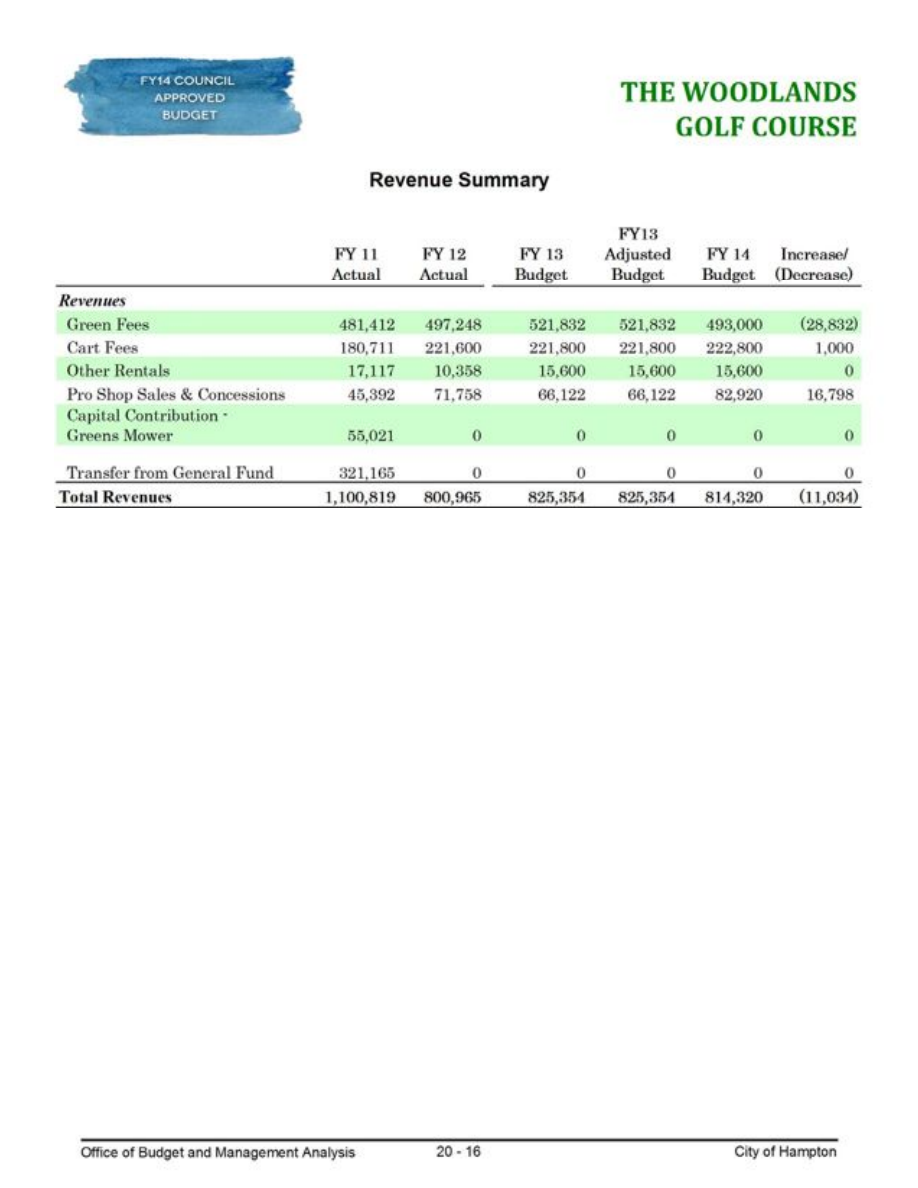 FY14 COUNCIL
APPROVED
BUDGET
THE WOODLANDS
GOLF COURSE
Revenue Summary
FY 11 Actual FY 12 Actual FY 13 Budget FY13 Adjusted Budget FY 14 Budget Increase/ (Decrease)
Revenues
Green Fees 481,412 497,248 521,832 521,832 493,000 (28,832)
Cart Fees 180,711 221,600 221,800 221,800 222,800 1,000
Other Rentals 17,117 10,358 15,600 15,600 15,600 0
Pro Shop Sales & Concessions 45,392 71,758 66,122 66,122 82,920 16,798
Capital Contribution -
Greens Mower 55,021 0 0 0 0 0
Transfer from General Fund 321,165 0 0 0 0 0
Total Revenues 1,100,819 800,965 825,354 825,354 814,320 (11,034)
Office of Budget and Management Analysis 20 - 16 City of Hampton